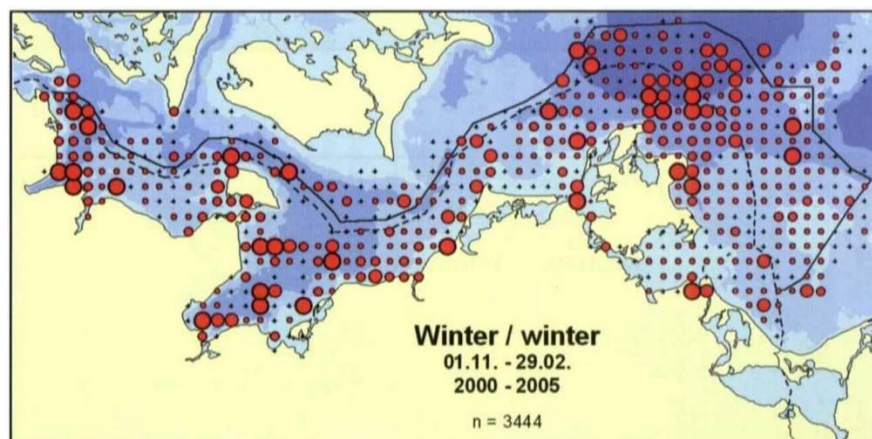 Winter / winter
01.11. - 29.02.
2000 - 2005
n = 3444